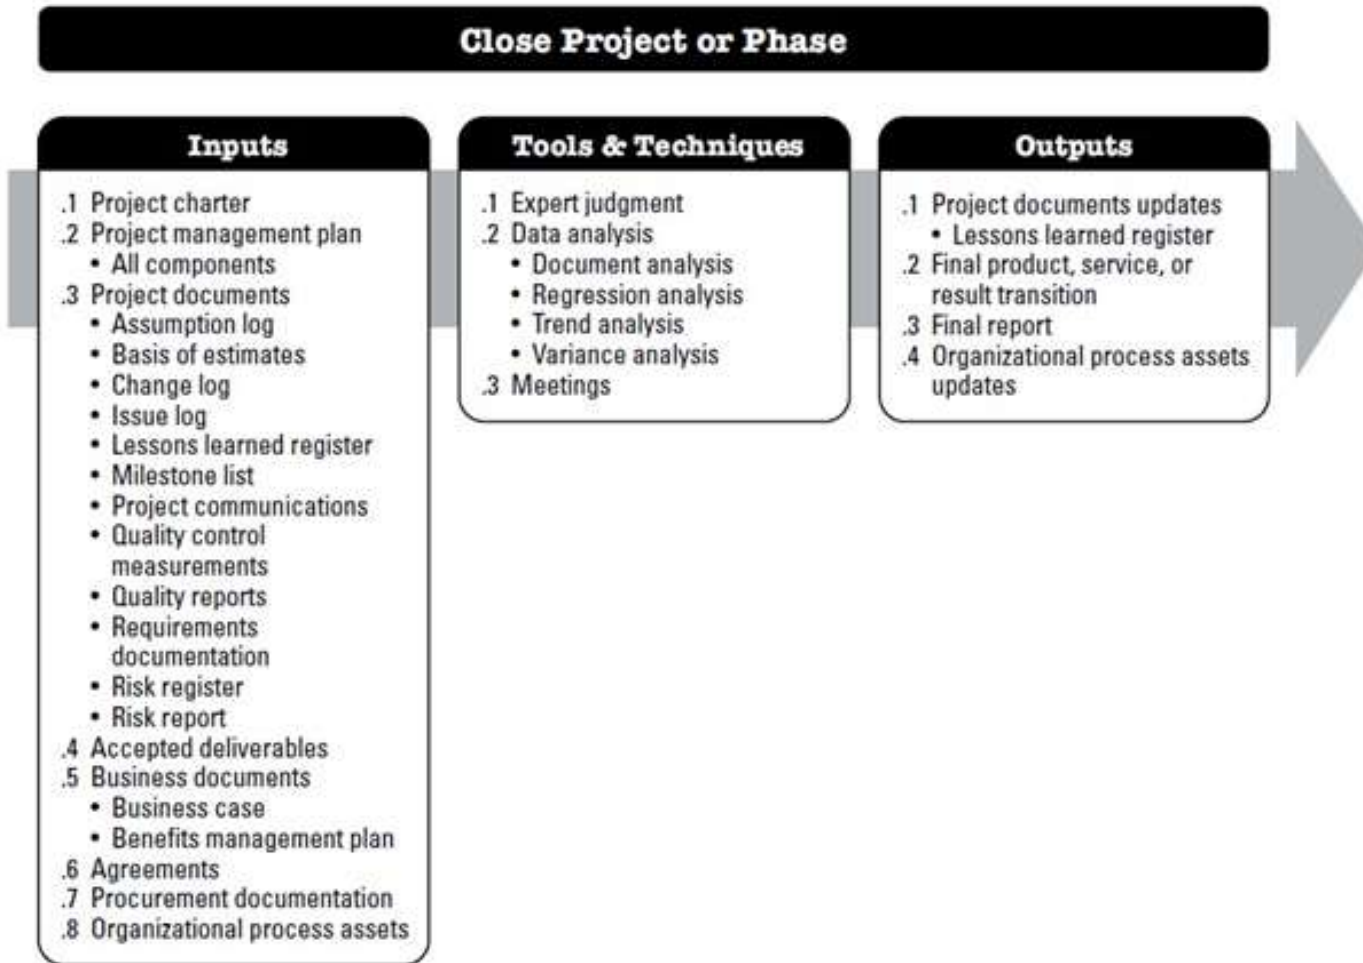 Close Project or Phase
Inputs
.1 Project charter
.2 Project management plan
• All components
.3 Project documents
• Assumption log
• Basis of estimates
• Change log
• Issue log
• Lessons learned register
• Milestone list
• Project communications
• Quality control
measurements
• Quality reports
• Requirements
documentation
• Risk register
• Risk report
.4 Accepted deliverables
.5 Business documents
• Business case
• Benefits management plan
.6 Agreements
.7 Procurement documentation
.8 Organizational process assets
Tools & Techniques
.1 Expert judgment
.2 Data analysis
• Document analysis
• Regression analysis
• Trend analysis
• Variance analysis
.3 Meetings
Outputs
.1 Project documents updates
• Lessons learned register
.2 Final product, service, or
result transition
.3 Final report
.4 Organizational process assets
updates